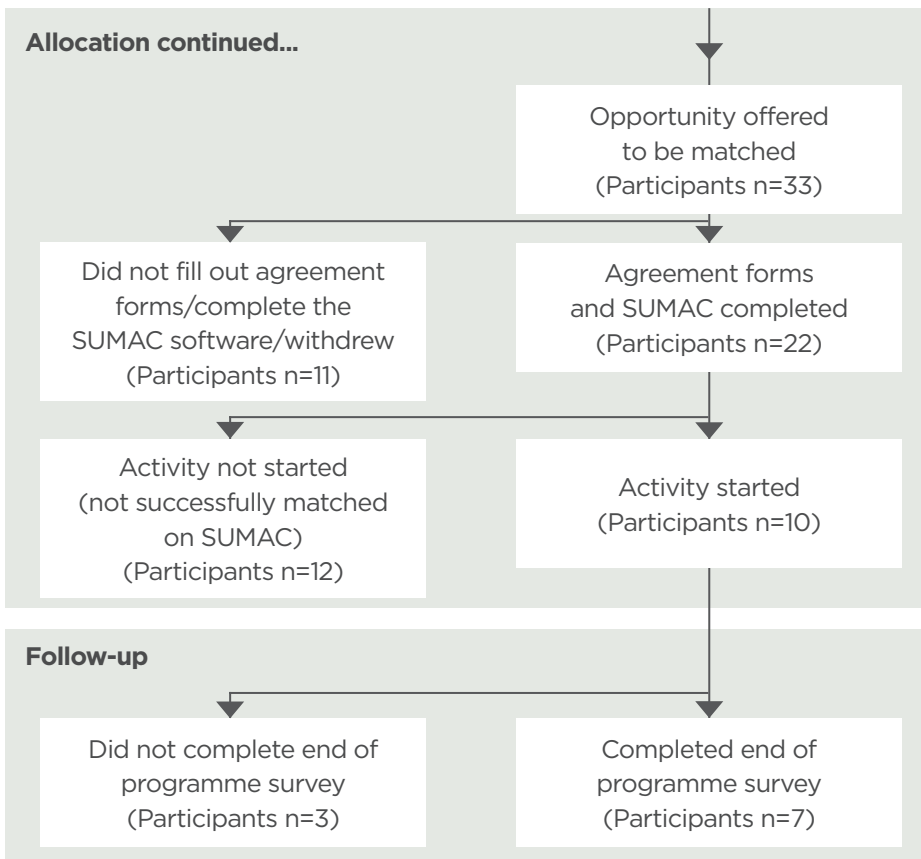 Allocation continued...
Opportunity offered
to be matched
(Participants n=33)
Did not fill out agreement
forms/complete the
SUMAC software/withdrew
(Participants n=11)
Agreement forms
and SUMAC completed
(Participants n=22)
Activity not started
(not successfully matched
on SUMAC)
(Participants n=12)
Activity started
(Participants n=10)
Follow-up
Did not complete end of
programme survey
(Participants n=3)
Completed end of
programme survey
(Participants n=7)